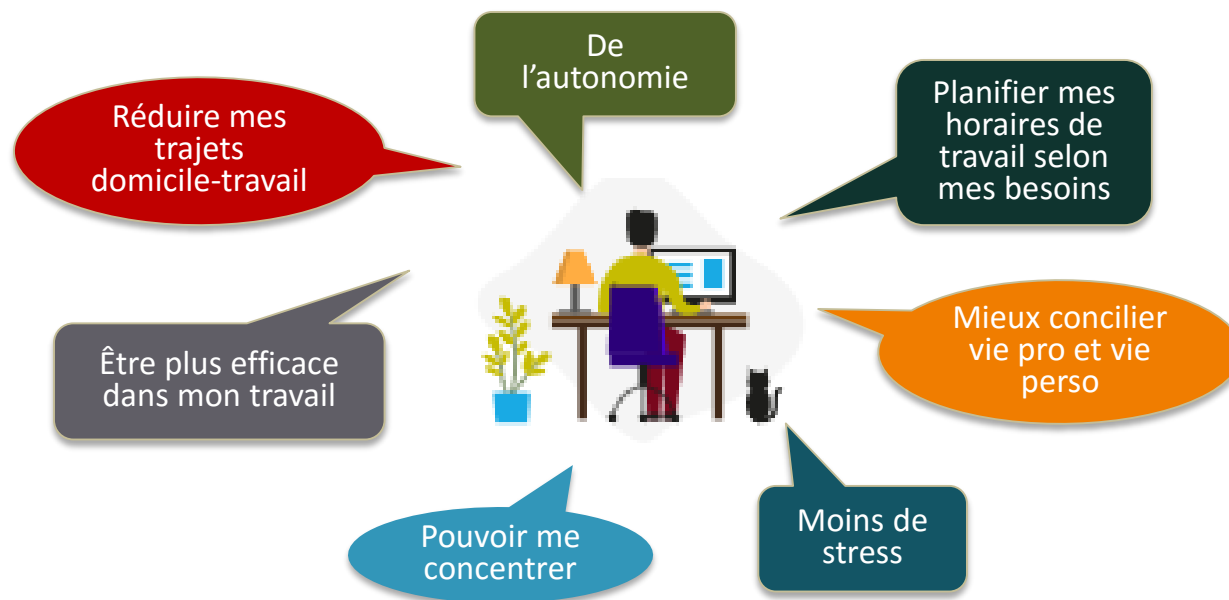 De
l’autonomie
Réduire mes
trajets
domicile-travail
Planifier mes
horaires de
travail selon
mes besoins
Être plus efficace
dans mon travail
Mieux concilier
vie pro et vie
perso
Pouvoir me
concentrer
Moins de
stress